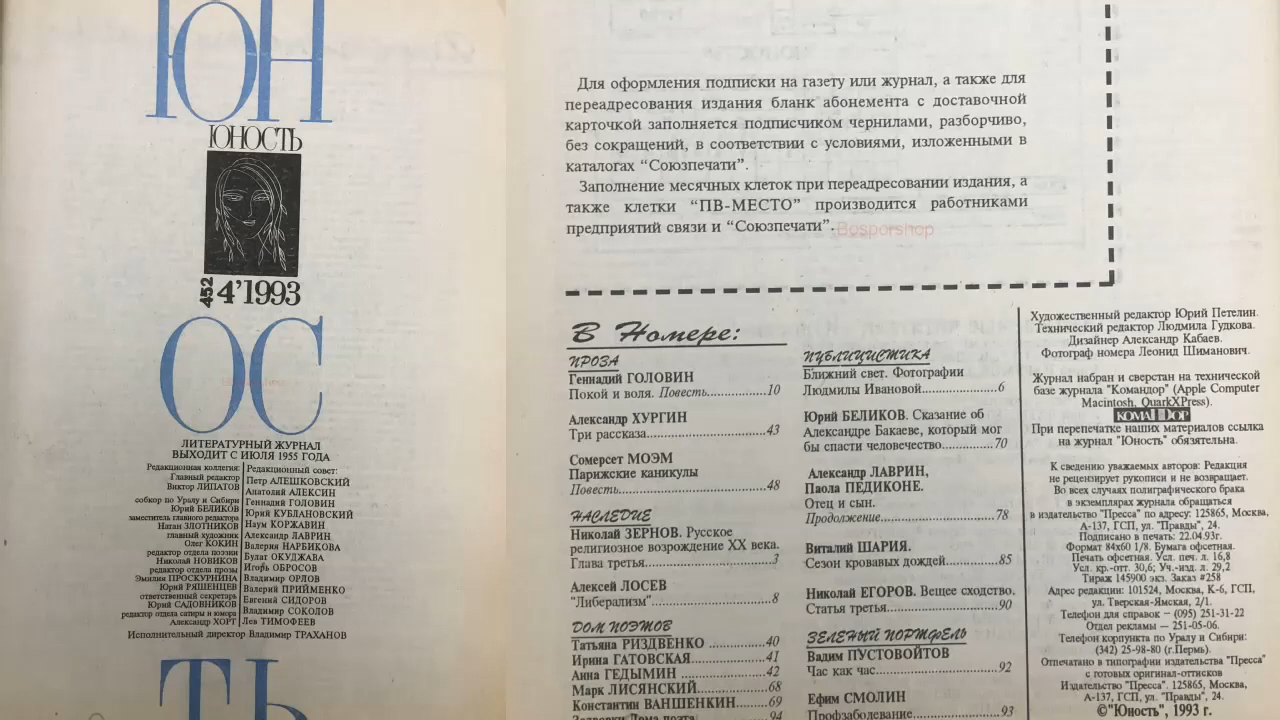 ЮН
ЮНОСТЬ
452 4'1993
ОС
ЛИТЕРАТУРНЫЙ ЖУРНАЛ
ВЫХОДИТ С ИЮЛЯ 1955 ГОДА
Редакционная коллегия:
Главный редактор
Виктор ЛИПАТОВ
собкор по Уралу и Сибири
Юрий БЕЛИКОВ
заместитель главного редактора
Натан ЗЛОТНИКОВ
главный художник
Олег КОКИН
редактор отдела поэзии
Николай НОВИКОВ
редактор отдела прозы
Эмилия ПРОСКУРНИНА
Юрий РЯШЕНЦЕВ
ответственный секретарь
Юрий САДОВНИКОВ
редактор отдела сатиры и юмора
Александр ХОРТ
Редакционный совет:
Петр АЛЕШКОВСКИЙ
Анатолий АЛЕКСИН
Геннадий ГОЛОВИН
Юрий КУБЛАНОВСКИЙ
Наум КОРЖАВИН
Александр ЛАВРИН
Валерия НАРБИКОВА
Булат ОКУДЖАВА
Игорь ОБРОСОВ
Владимир ОРЛОВ
Валерий ПРИЙМЕНКО
Евгений СИДОРОВ
Владимир СОКОЛОВ
Лев ТИМОФЕЕВ
Исполнительный директор Владимир ТРАХАНОВ
ТЬ
Для оформления подписки на газету или журнал, а также для
переадресования издания бланк абонемента с доставочной
карточкой заполняется подписчиком чернилами, разборчиво,
без сокращений, в соответствии с условиями, изложенными в
каталогах “Союзпечати”.
Заполнение месячных клеток при переадресовании издания, а
также клетки “ПВ-МЕСТО” производится работниками
предприятий связи и “Союзпечати”.
Bosporshop
В Номере:
ПРОЗА
Геннадий ГОЛОВИН
Покой и воля. Повесть...............10
Александр ХУРГИН
Три рассказа.............................43
Сомерсет МОЭМ
Парижские каникулы
Повесть...................................48
НАСЛЕДИЕ
Николай ЗЕРНОВ. Русское
религиозное возрождение XX века.
Глава третья................................3
Алексей ЛОСЕВ
"Либерализм"..............................8
ДОМ ПОЭТОВ
Татьяна РИЗДВЕНКО ...............40
Ирина ГАТОВСКАЯ...................41
Анна ГЕДЫМИН ......................42
Марк ЛИСЯНСКИЙ..................68
Константин ВАНШЕНКИН.......69
Задворки Дома поэта:................94
ПУБЛИЦИСТИКА
Ближний свет. Фотографии
Людмилы Ивановой...................6
Юрий БЕЛИКОВ. Сказание об
Александре Бакаеве, который мог
бы спасти человечество.............70
Александр ЛАВРИН,
Паола ПЕДИКОНЕ.
Отец и сын.
Продолжение............................78
Виталий ШАРИЯ.
Сезон кровавых дождей.............85
Николай ЕГОРОВ. Вещее сходство.
Статья третья............................90
ЗЕЛЕНЫЙ ПОРТФЕЛЬ
Вадим ПУСТОВОЙТОВ
Час как час...............................92
Ефим СМОЛИН
Профзаболевание.....................93
Художественный редактор Юрий Петелин.
Технический редактор Людмила Гудкова.
Дизайнер Александр Кабаев.
Фотограф номера Леонид Шиманович.
Журнал набран и сверстан на технической
базе журнала "Командор" (Apple Computer
Macintosh, QuarkXPress).
КОМАНДОР
При перепечатке наших материалов ссылка
на журнал "Юность" обязательна.
К сведению уважаемых авторов: Редакция
не рецензирует рукописи и не возвращает.
Во всех случаях полиграфического брака
в экземплярах журнала обращаться
в издательство "Пресса" по адресу: 125865, Москва,
А-137, ГСП, ул. "Правды", 24.
Подписано в печать: 22.04.93г.
Формат 84х60 1/8. Бумага офсетная.
Печать офсетная. Усл. печ. л. 16,8
Усл. кр.-отт. 30,6; Уч.-изд. л. 29,2
Тираж 145900 экз. Заказ #258
Адрес редакции: 101524, Москва, К-6, ГСП,
ул. Тверская-Ямская, 2/1.
Телефон для справок – (095) 251-31-22
Отдел рекламы — 251-05-06.
Телефон корпункта по Уралу и Сибири:
(342) 25-98-80 (г.Пермь).
Отпечатано в типографии издательства "Пресса"
с готовых оригинал-оттисков
Издательство "Пресса". 125865, Москва,
А-137, ГСП, ул. "Правды", 24.
©"Юность", 1993 г.